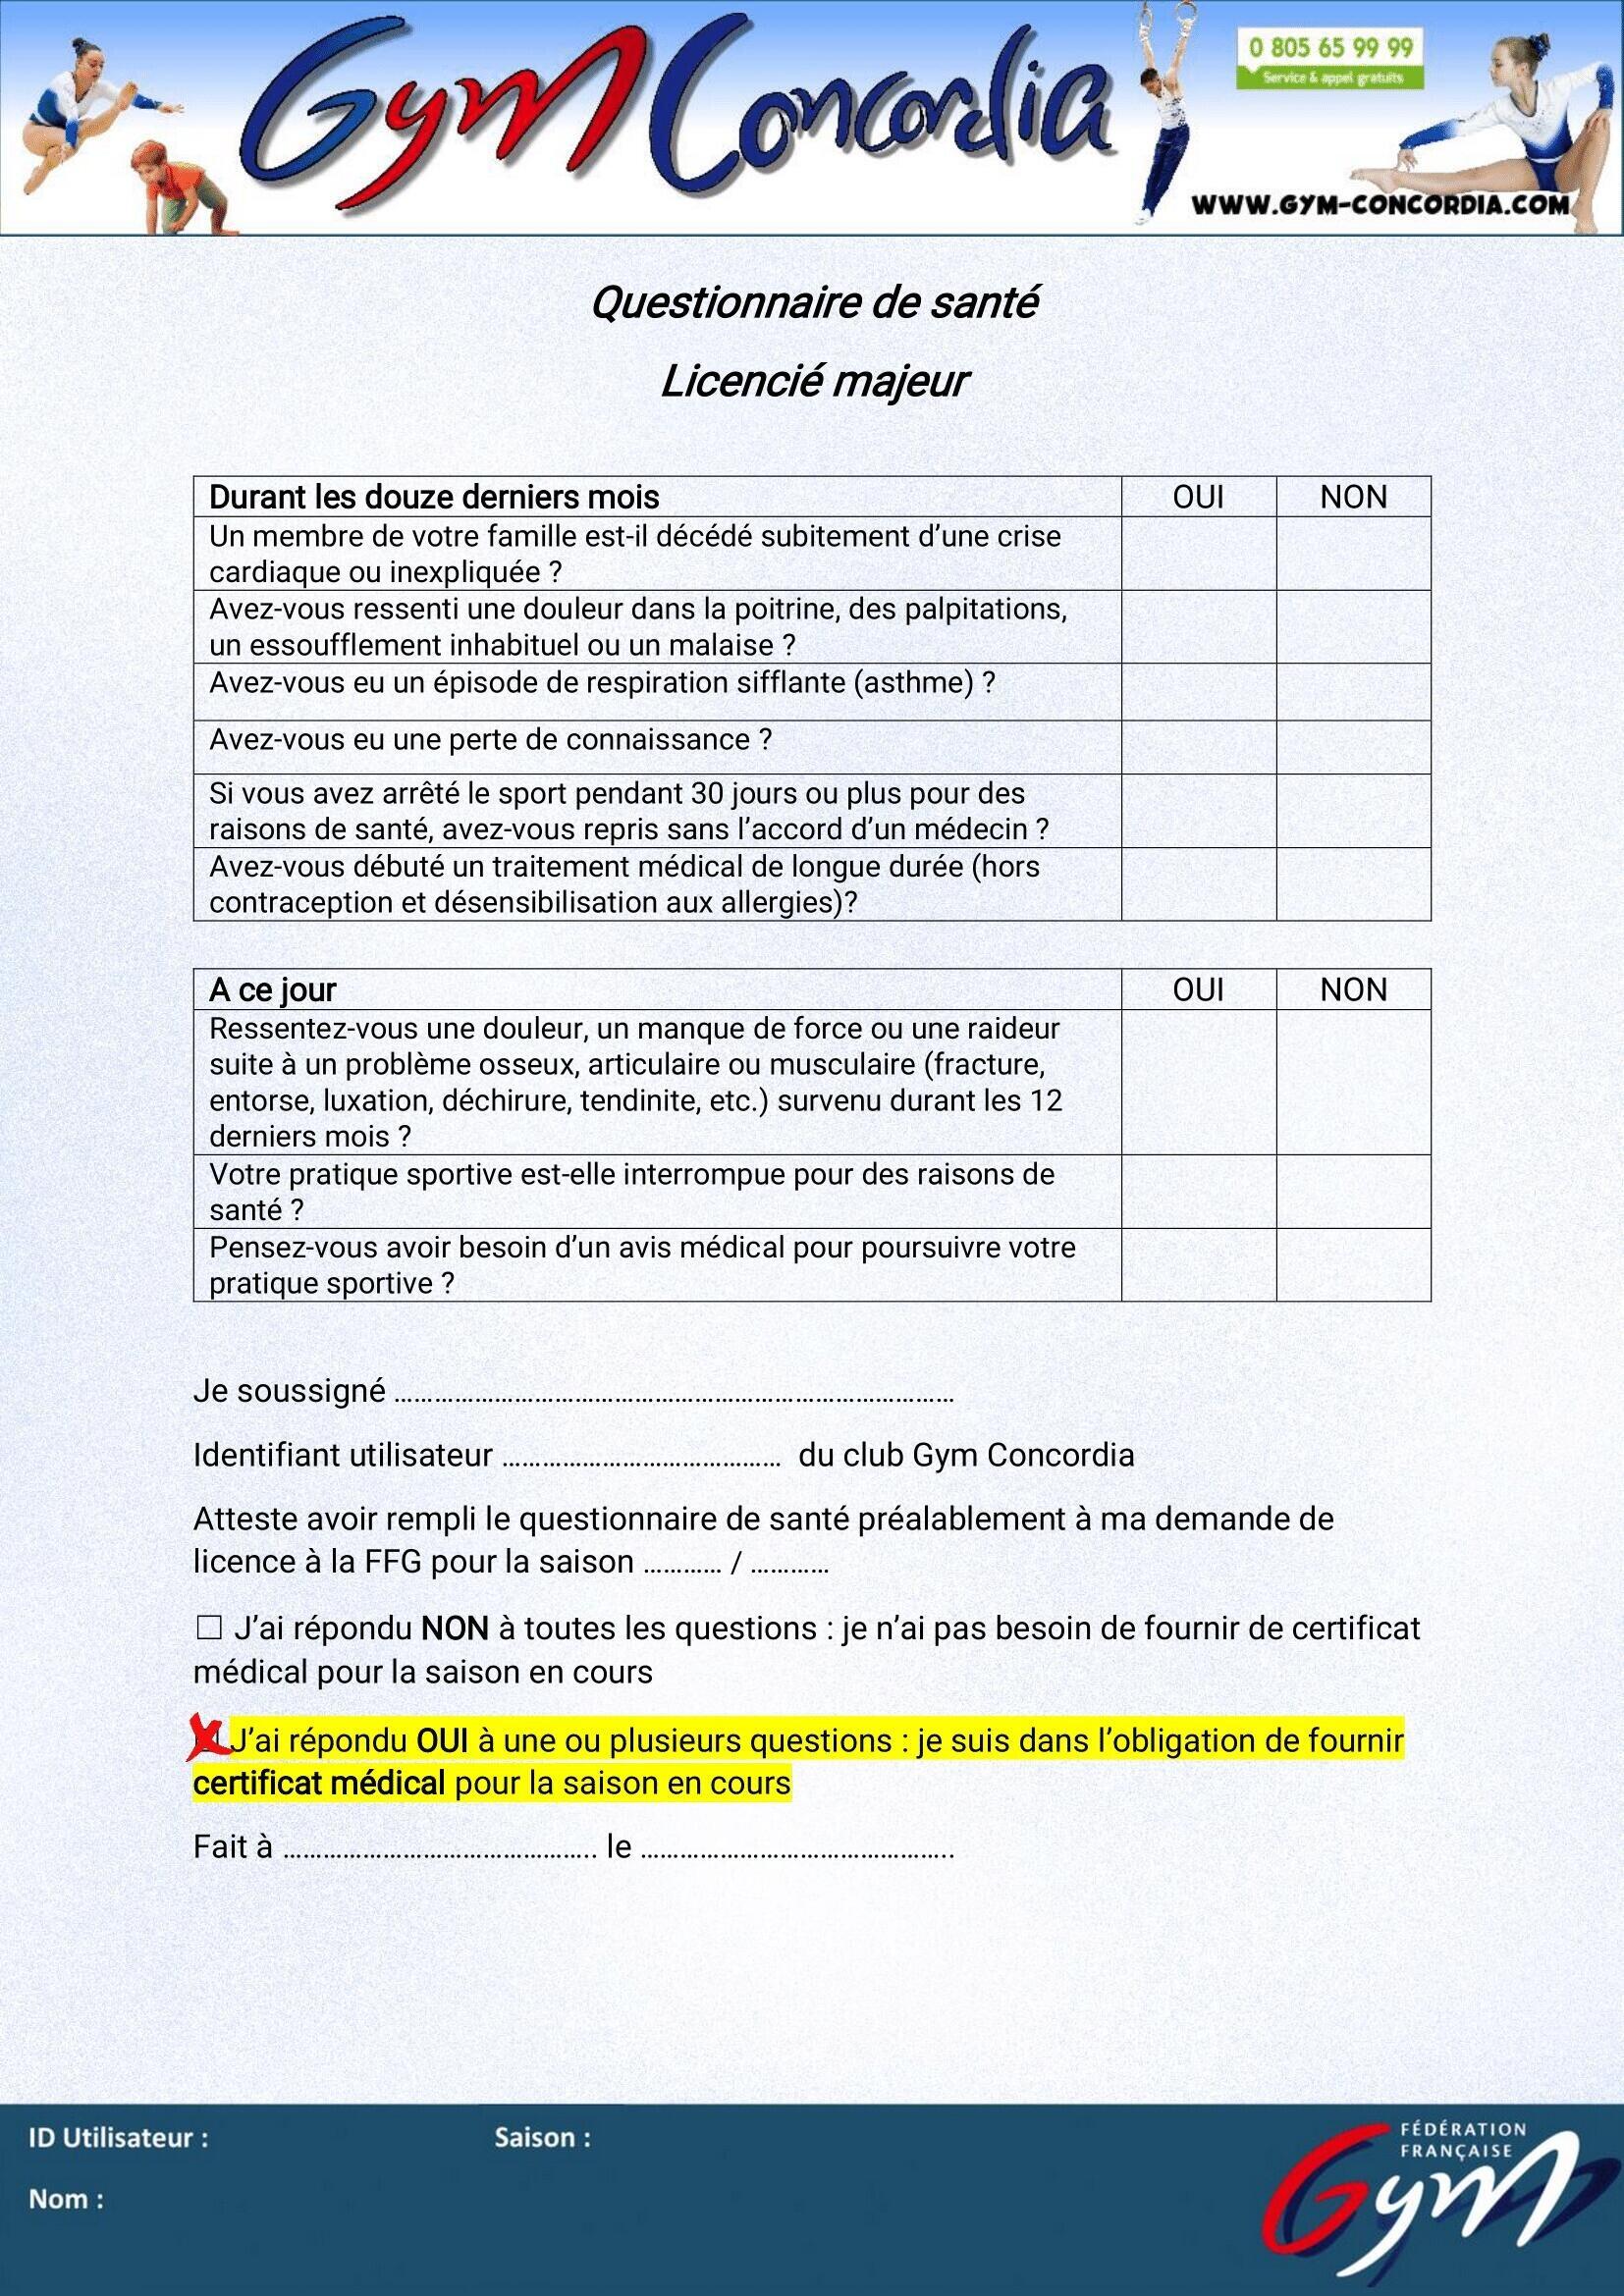 Gym Concordia
0 805 65 99 99
Service & appel gratuits
WWW.GYM-CONCORDIA.COM
Questionnaire de santé
Licencié majeur
Durant les douze derniers mois OUI NON
Un membre de votre famille est-il décédé subitement d’une crise
cardiaque ou inexpliquée ?
Avez-vous ressenti une douleur dans la poitrine, des palpitations,
un essoufflement inhabituel ou un malaise ?
Avez-vous eu un épisode de respiration sifflante (asthme) ?
Avez-vous eu une perte de connaissance ?
Si vous avez arrêté le sport pendant 30 jours ou plus pour des
raisons de santé, avez-vous repris sans l’accord d’un médecin ?
Avez-vous débuté un traitement médical de longue durée (hors
contraception et désensibilisation aux allergies)?
A ce jour OUI NON
Ressentez-vous une douleur, un manque de force ou une raideur
suite à un problème osseux, articulaire ou musculaire (fracture,
entorse, luxation, déchirure, tendinite, etc.) survenu durant les 12
derniers mois ?
Votre pratique sportive est-elle interrompue pour des raisons de
santé ?
Pensez-vous avoir besoin d’un avis médical pour poursuivre votre
pratique sportive ?
Je soussigné …………………………………………………………………………
Identifiant utilisateur …………………………………… du club Gym Concordia
Atteste avoir rempli le questionnaire de santé préalablement à ma demande de
licence à la FFG pour la saison ………… / …………
☐ J’ai répondu NON à toutes les questions : je n’ai pas besoin de fournir de certificat
médical pour la saison en cours
J’ai répondu OUI à une ou plusieurs questions : je suis dans l’obligation de fournir
certificat médical pour la saison en cours
Fait à ……………………………………….. le ………………………………………..
ID Utilisateur : Saison :
Nom :
FÉDÉRATION
FRANÇAISE
Gym